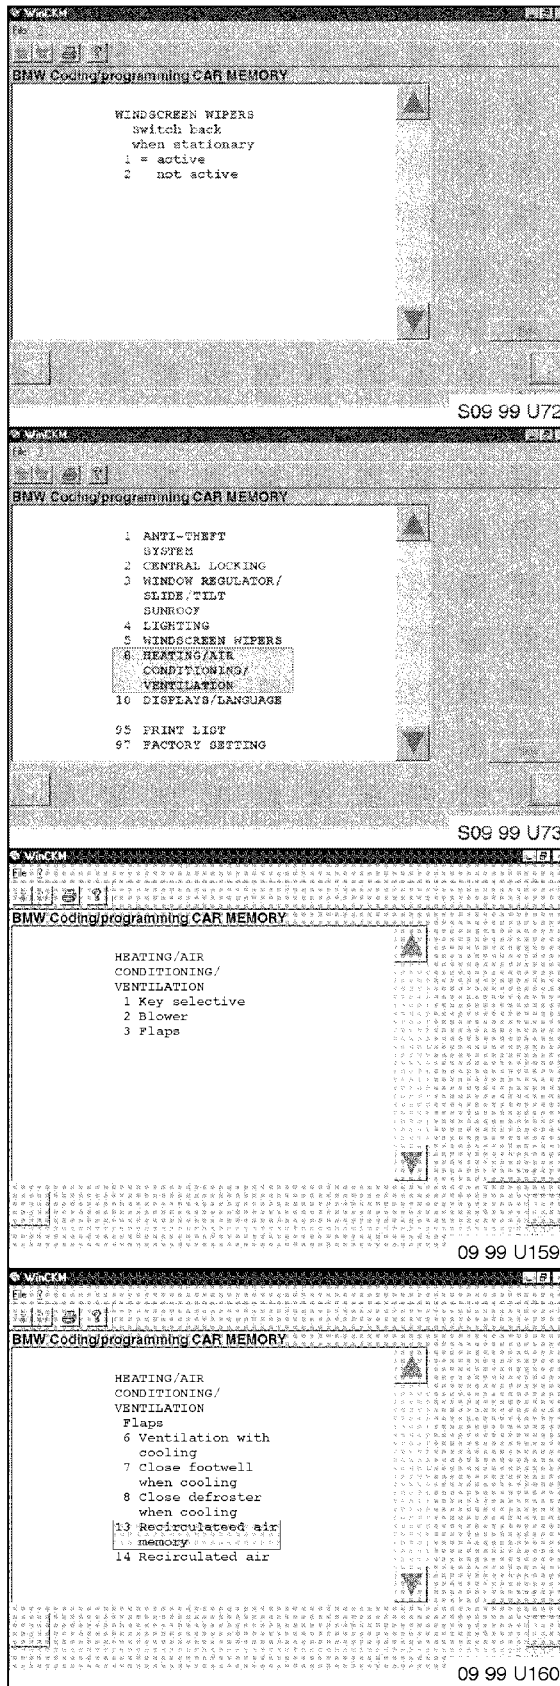 WinCKM
File ?
BMW Coding/programming CAR MEMORY
WINDSCREEN WIPERS
switch back
when stationary
1 = active
2 not active
S09 99 U72
WinCKM
File ?
BMW Coding/programming CAR MEMORY
1 ANTI-THEFT
SYSTEM
2 CENTRAL LOCKING
3 WINDOW REGULATOR/
SLIDE/TILT
SUNROOF
4 LIGHTING
5 WINDSCREEN WIPERS
8 HEATING/AIR
CONDITIONING/
VENTILATION
10 DISPLAYS/LANGUAGE
95 PRINT LIST
97 FACTORY SETTING
S09 99 U73
WinCKM
File ?
BMW Coding/programming CAR MEMORY
HEATING/AIR
CONDITIONING/
VENTILATION
1 Key selective
2 Blower
3 Flaps
09 99 U159
WinCKM
File ?
BMW Coding/programming CAR MEMORY
HEATING/AIR
CONDITIONING/
VENTILATION
Flaps
6 Ventilation with
cooling
7 Close footwell
when cooling
8 Close defroster
when cooling
13 Recirculateed air
memory
14 Recirculated air
09 99 U160